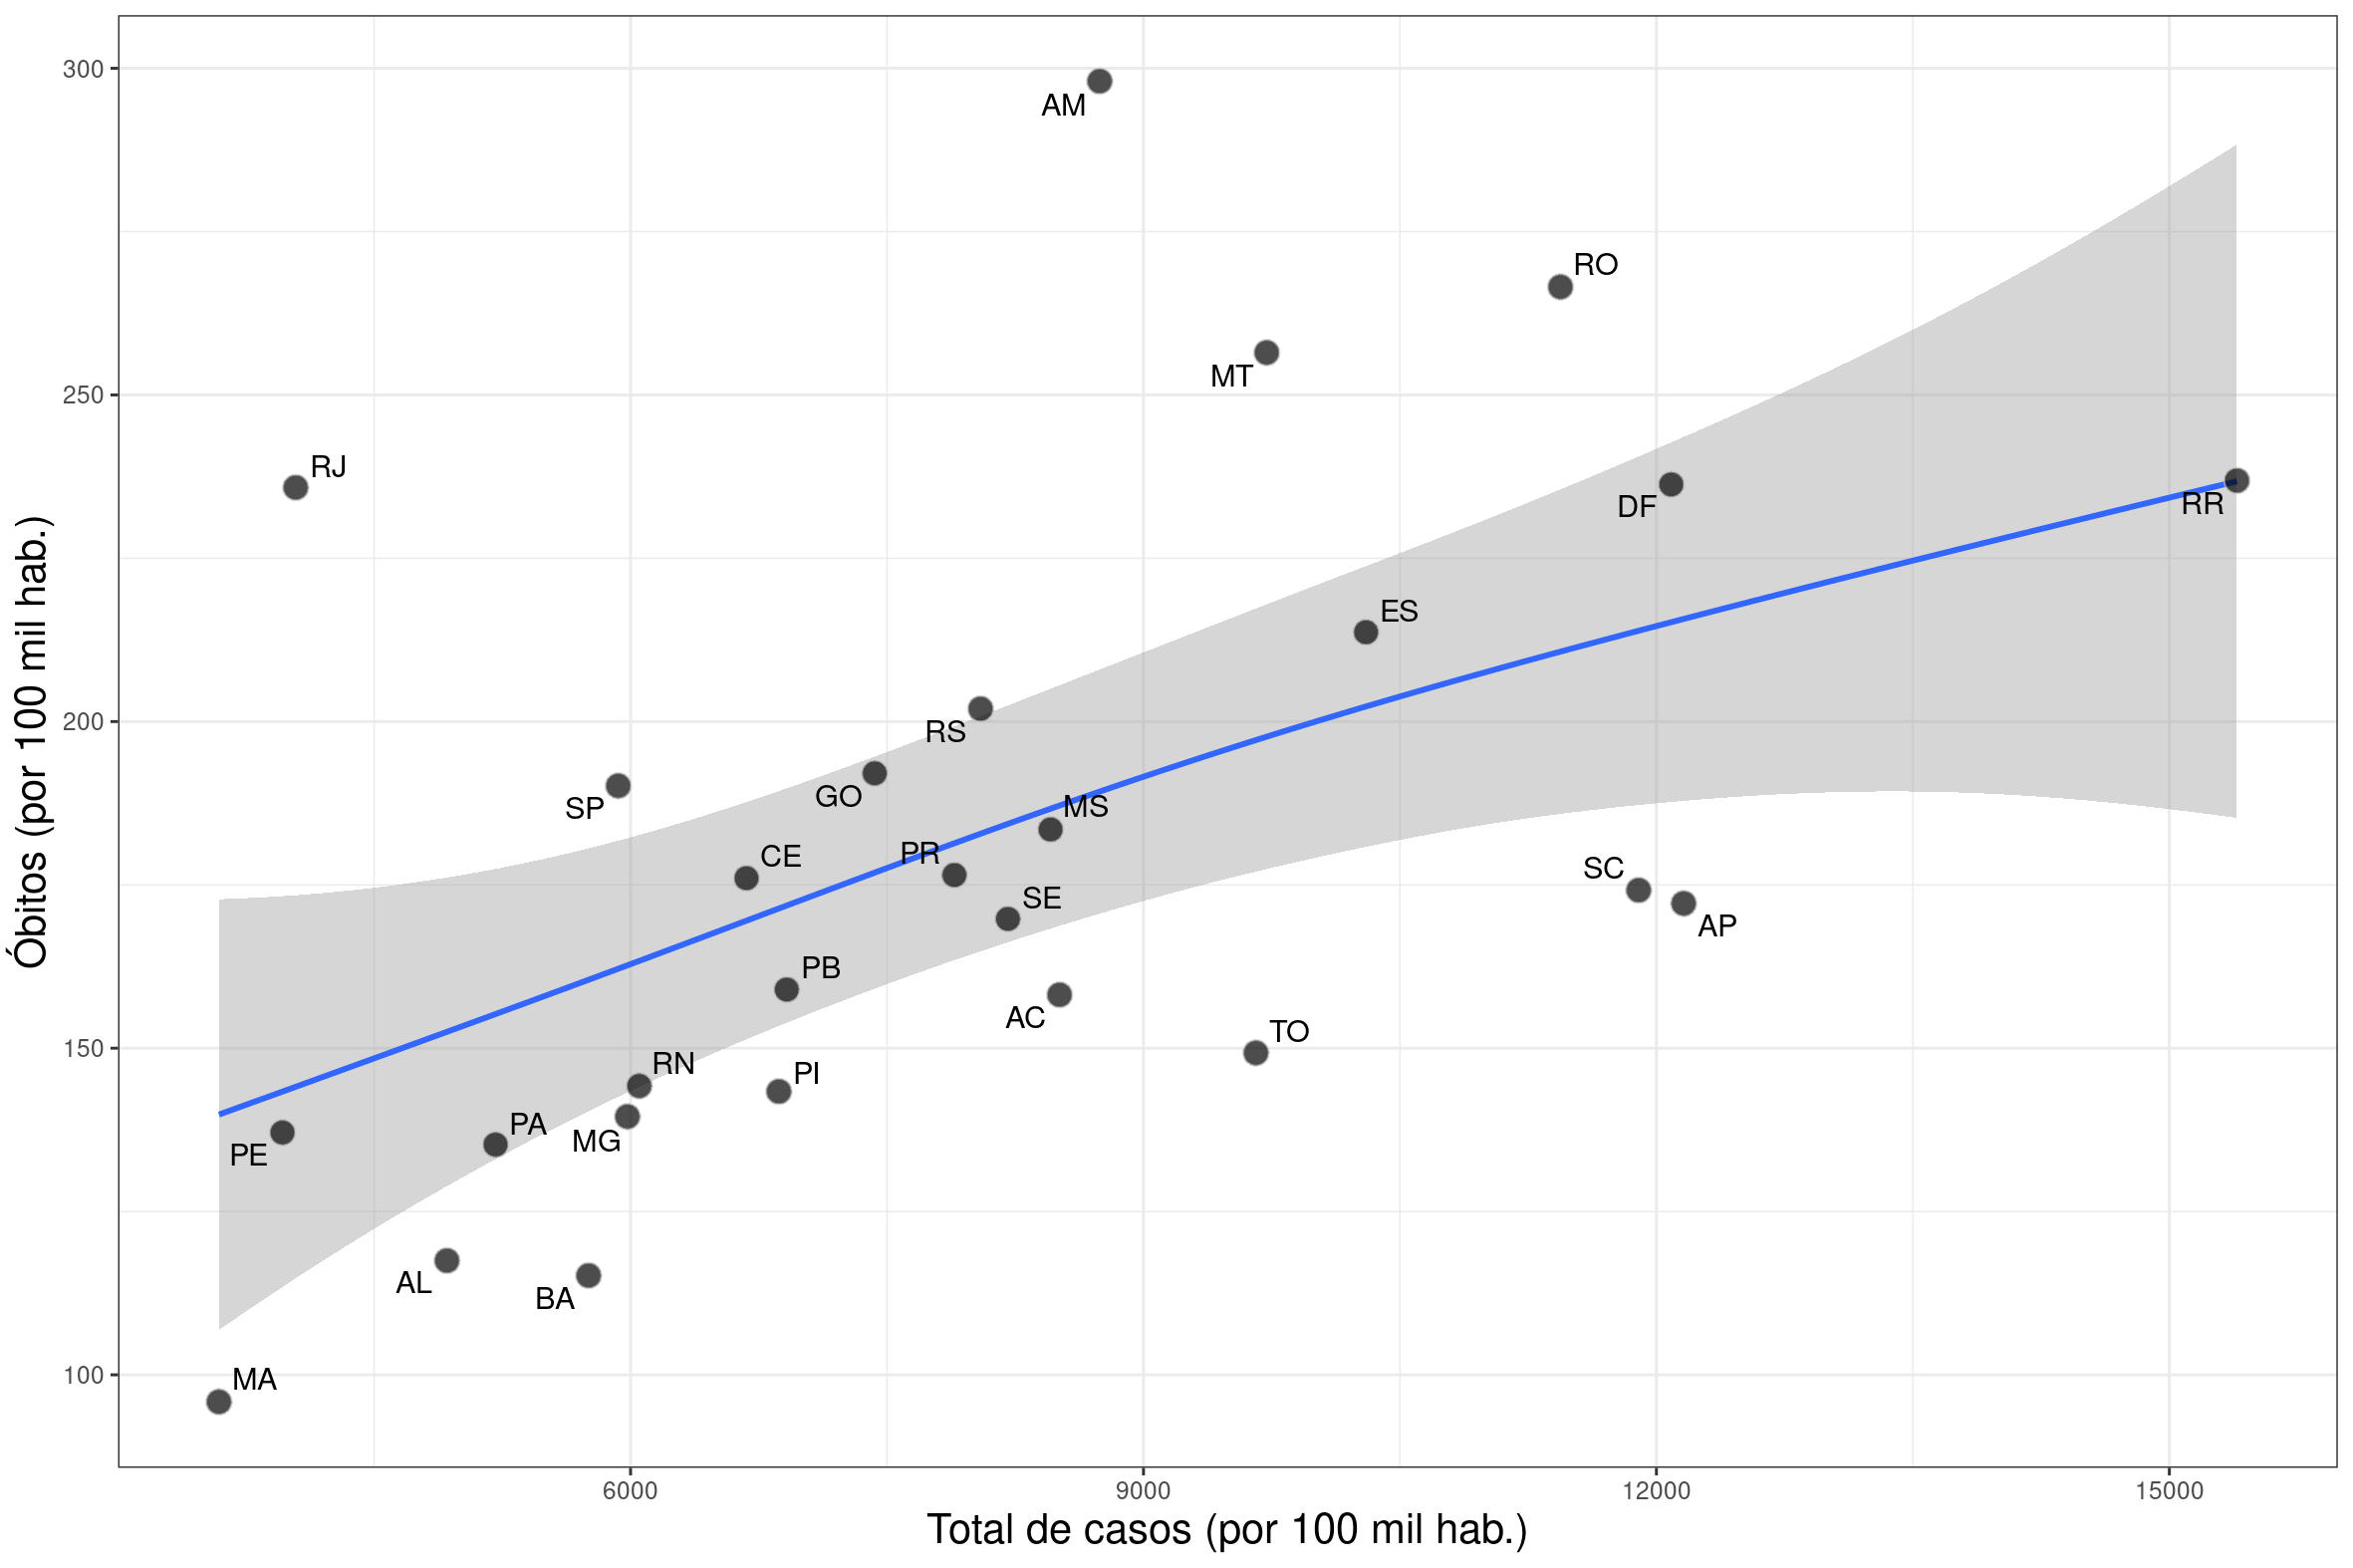 300
AM
RO
MT
250
RJ
DF
RR
ES
200
RS
SP
GO
MS
PR
CE
SC
SE
AP
PB
AC
TO
150
RN
PI
PA
MG
PE
AL
BA
100
MA
6000 9000 12000 15000
Total de casos (por 100 mil hab.)
Óbitos (por 100 mil hab.)